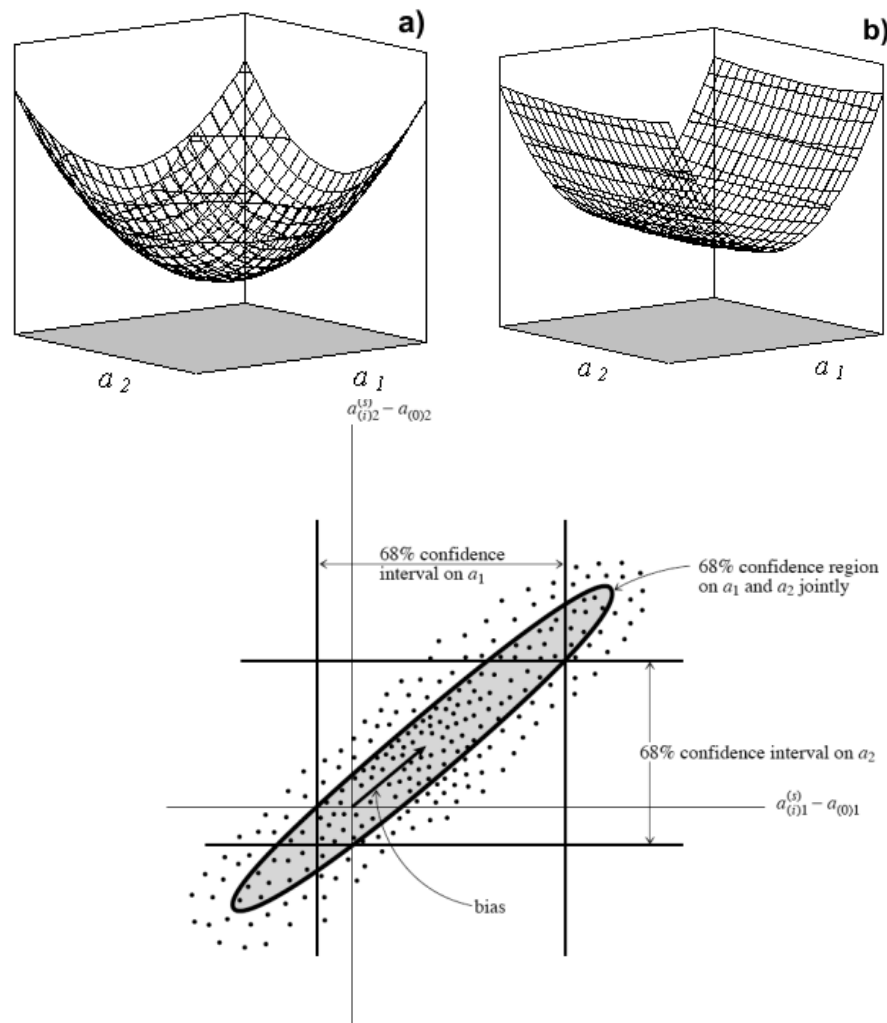 a)
b)
a 2
a 1
a 2
a 1
a(i)2(s) − a(0)2
68% confidence
interval on a1
68% confidence region
on a1 and a2 jointly
68% confidence interval on a2
a(i)1(s) − a(0)1
bias